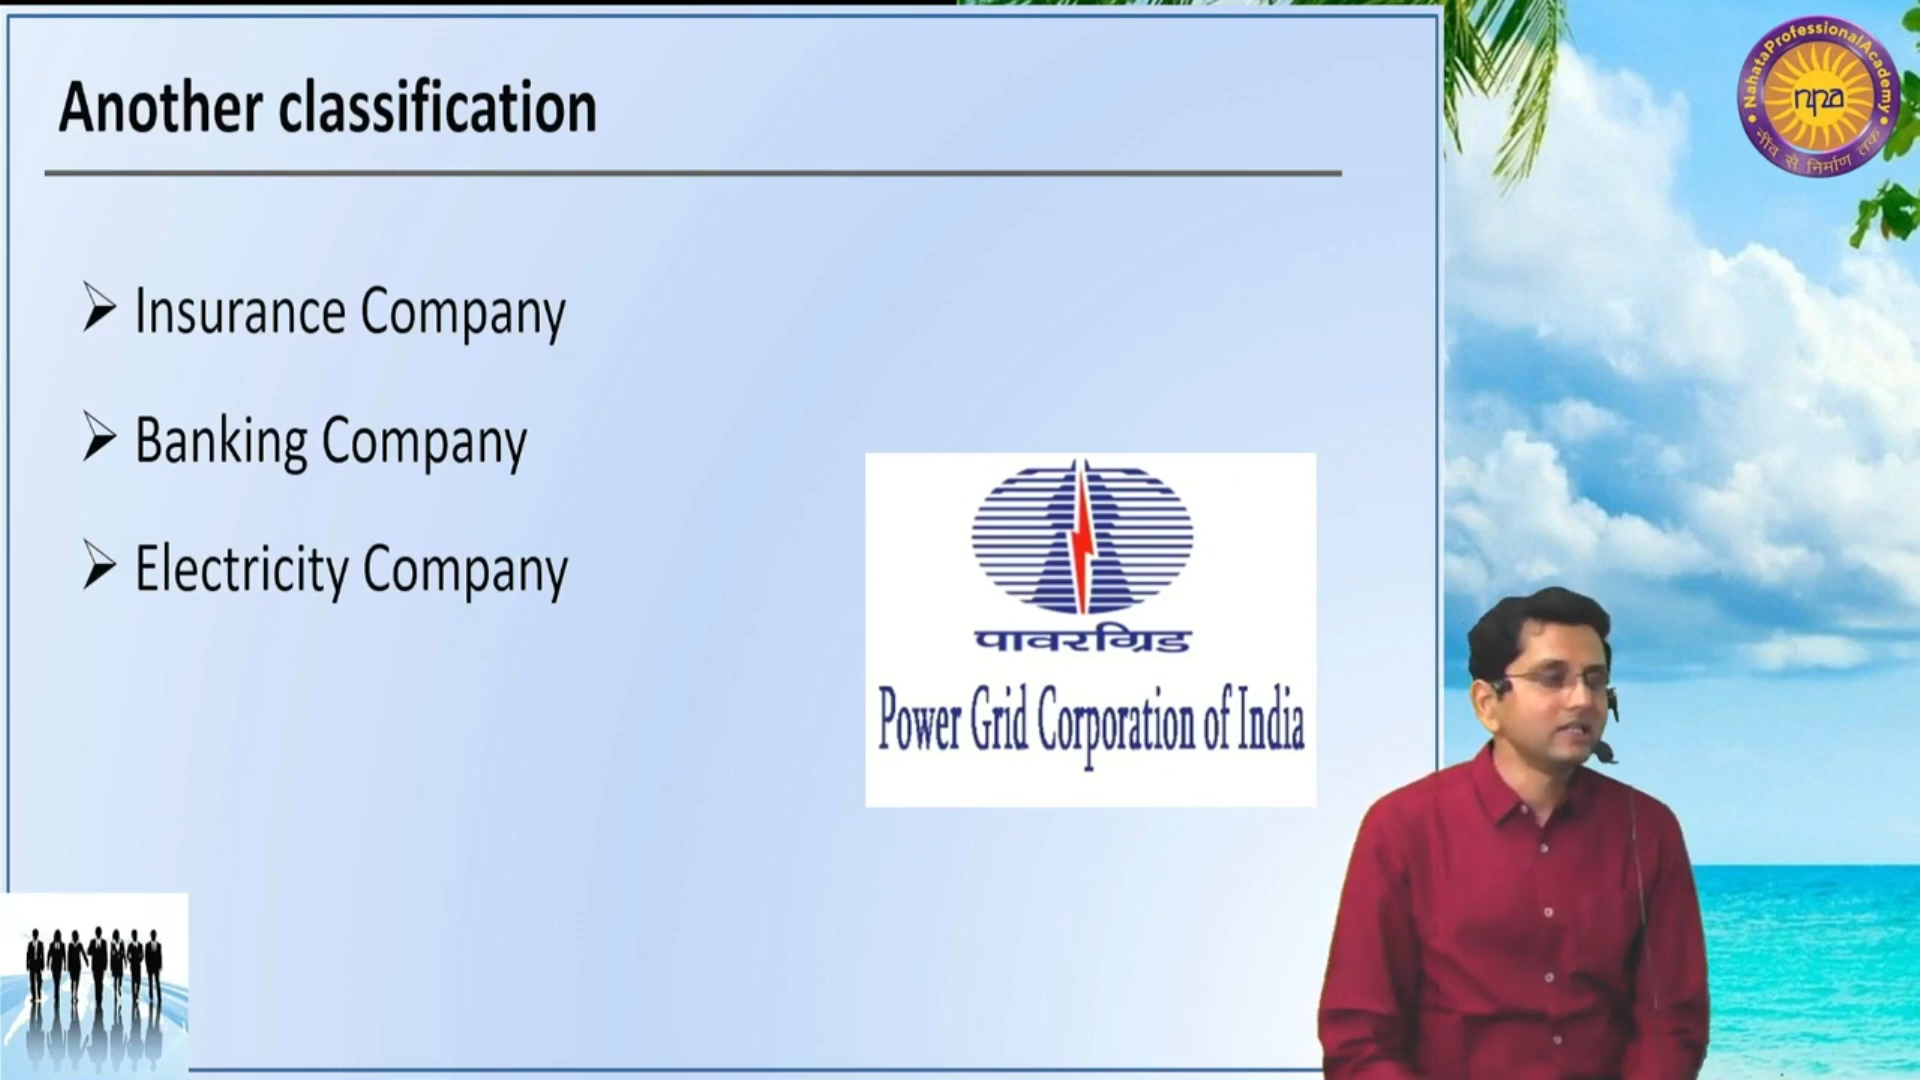 Another classification
Insurance Company
Banking Company
Electricity Company
पावरग्रिड
Power Grid Corporation of India
NahataProfessionalAcademy
npa
नींव से निर्माण तक